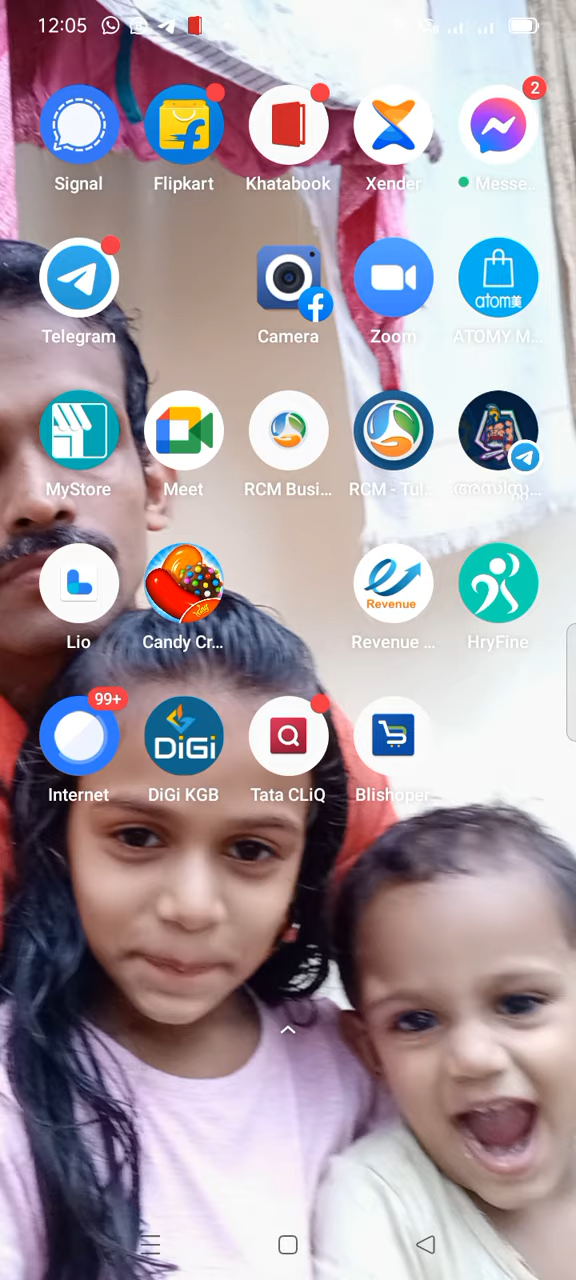 12:05
2
Signal
Flipkart
Khatabook
Xender
Messe..
Telegram
Camera
Zoom
atom美
ATOMY M...
MyStore
Meet
RCM Busi...
RCM - Tul..
Lio
Candy Cr...
Revenue
Revenue ...
HryFine
99+
DiGi
Internet
DiGi KGB
Tata CLiQ
Blishoper